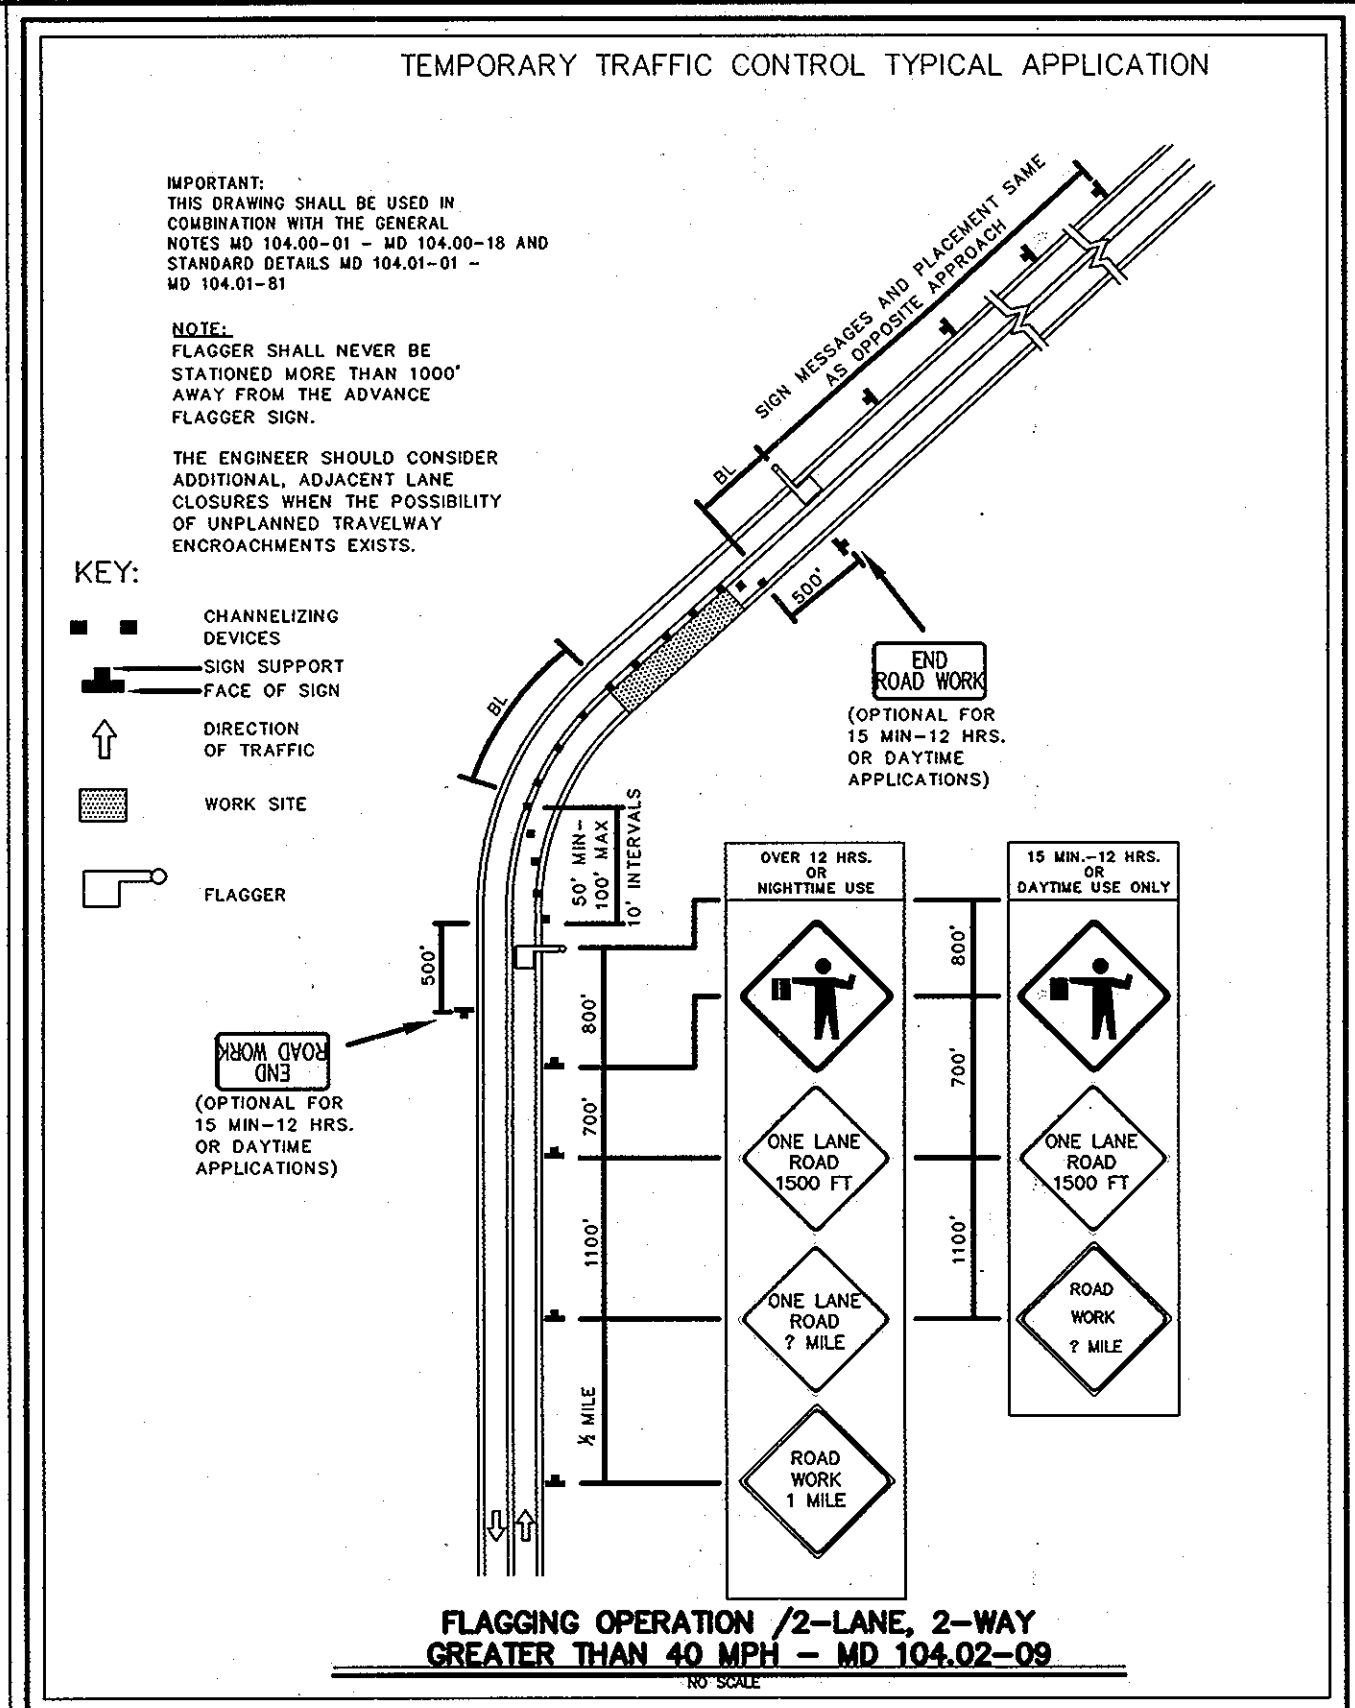 TEMPORARY TRAFFIC CONTROL TYPICAL APPLICATION
IMPORTANT:
THIS DRAWING SHALL BE USED IN
COMBINATION WITH THE GENERAL
NOTES MD 104.00-01 - MD 104.00-18 AND
STANDARD DETAILS MD 104.01-01 -
MD 104.01-81
NOTE:
FLAGGER SHALL NEVER BE
STATIONED MORE THAN 1000'
AWAY FROM THE ADVANCE
FLAGGER SIGN.
THE ENGINEER SHOULD CONSIDER
ADDITIONAL, ADJACENT LANE
CLOSURES WHEN THE POSSIBILITY
OF UNPLANNED TRAVELWAY
ENCROACHMENTS EXISTS.
KEY:
CHANNELIZING
DEVICES
SIGN SUPPORT
FACE OF SIGN
DIRECTION
OF TRAFFIC
WORK SITE
FLAGGER
SIGN MESSAGES AND PLACEMENT SAME
AS OPPOSITE APPROACH
BL
500'
END
ROAD WORK
(OPTIONAL FOR
15 MIN-12 HRS.
OR DAYTIME
APPLICATIONS)
BL
50' MIN-
100' MAX
10' INTERVALS
500'
END
ROAD WORK
(OPTIONAL FOR
15 MIN-12 HRS.
OR DAYTIME
APPLICATIONS)
800'
700'
1100'
½ MILE
OVER 12 HRS.
OR
NIGHTTIME USE
ONE LANE
ROAD
1500 FT
ONE LANE
ROAD
? MILE
ROAD
WORK
1 MILE
800'
700'
1100'
15 MIN.-12 HRS.
OR
DAYTIME USE ONLY
ONE LANE
ROAD
1500 FT
ROAD
WORK
? MILE
FLAGGING OPERATION /2-LANE, 2-WAY
GREATER THAN 40 MPH - MD 104.02-09
NO SCALE